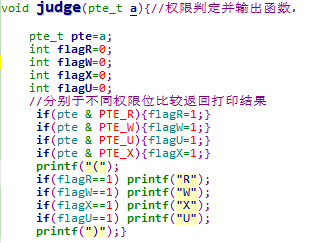 void judge(pte_t a){//权限判定并输出函数，
pte_t pte=a;
int flagR=0;
int flagW=0;
int flagX=0;
int flagU=0;
//分别于不同权限位比较返回打印结果
if(pte & PTE_R){flagR=1;}
if(pte & PTE_W){flagW=1;}
if(pte & PTE_U){flagU=1;}
if(pte & PTE_X){flagX=1;}
printf("(");
if(flagR==1) printf("R");
if(flagW==1) printf("W");
if(flagX==1) printf("X");
if(flagU==1) printf("U");
printf(")");}